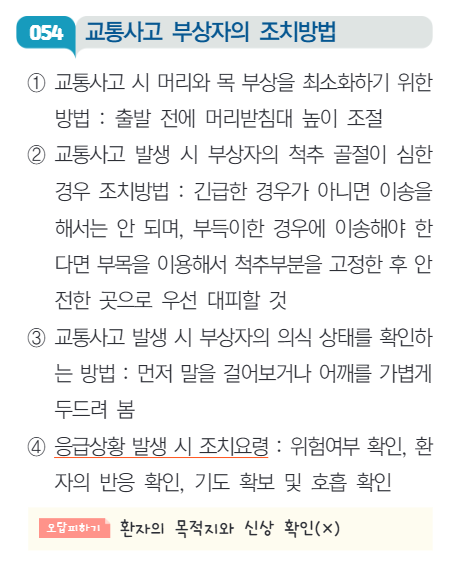 054 교통사고 부상자의 조치방법
① 교통사고 시 머리와 목 부상을 최소화하기 위한
방법 : 출발 전에 머리받침대 높이 조절
② 교통사고 발생 시 부상자의 척추 골절이 심한
경우 조치방법 : 긴급한 경우가 아니면 이송을
해서는 안 되며, 부득이한 경우에 이송해야 한
다면 부목을 이용해서 척추부분을 고정한 후 안
전한 곳으로 우선 대피할 것
③ 교통사고 발생 시 부상자의 의식 상태를 확인하
는 방법 : 먼저 말을 걸어보거나 어깨를 가볍게
두드려 봄
④ 응급상황 발생 시 조치요령 : 위험여부 확인, 환
자의 반응 확인, 기도 확보 및 호흡 확인
오답피하기 환자의 목적지와 신상 확인(×)